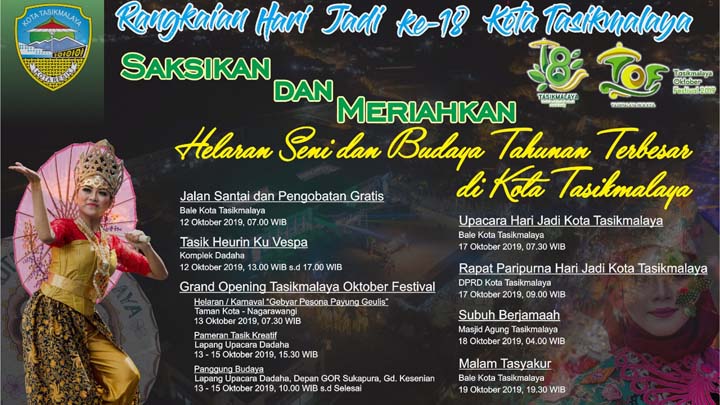 KOTA TASIKMALAYA
KOTA RESIK
Rangkaian Hari Jadi ke-18 Kota Tasikmalaya
Saksikan
dan
Meriahkan
18
TASIKMALAYA
TOF
Tasikmalaya
Oktober
Festival 2019
Helaran Seni dan Budaya Tahunan Terbesar
di Kota Tasikmalaya
Jalan Santai dan Pengobatan Gratis
Bale Kota Tasikmalaya
12 Oktober 2019, 07.00 WIB
Tasik Heurin Ku Vespa
Komplek Dadaha
12 Oktober 2019, 13.00 WIB s.d 17.00 WIB
Grand Opening Tasikmalaya Oktober Festival
Helaran / Karnaval "Gebyar Pesona Payung Geulis"
Taman Kota - Nagarawangi
13 Oktober 2019, 07.30 WIB
Pameran Tasik Kreatif
Lapang Upacara Dadaha
13 - 15 Oktober 2019, 15.30 WIB
Panggung Budaya
Lapang Upacara Dadaha, Depan GOR Sukapura, Gd. Kesenian
13 - 15 Oktober 2019, 10.00 WIB s.d Selesai
Upacara Hari Jadi Kota Tasikmalaya
Bale Kota Tasikmalaya
17 Oktober 2019, 07.30 WIB
Rapat Paripurna Hari Jadi Kota Tasikmalaya
DPRD Kota Tasikmalaya
17 Oktober 2019, 09.00 WIB
Subuh Berjamaah
Masjid Agung Tasikmalaya
18 Oktober 2019, 04.00 WIB
Malam Tasyakur
Bale Kota Tasikmalaya
19 Oktober 2019, 19.30 WIB